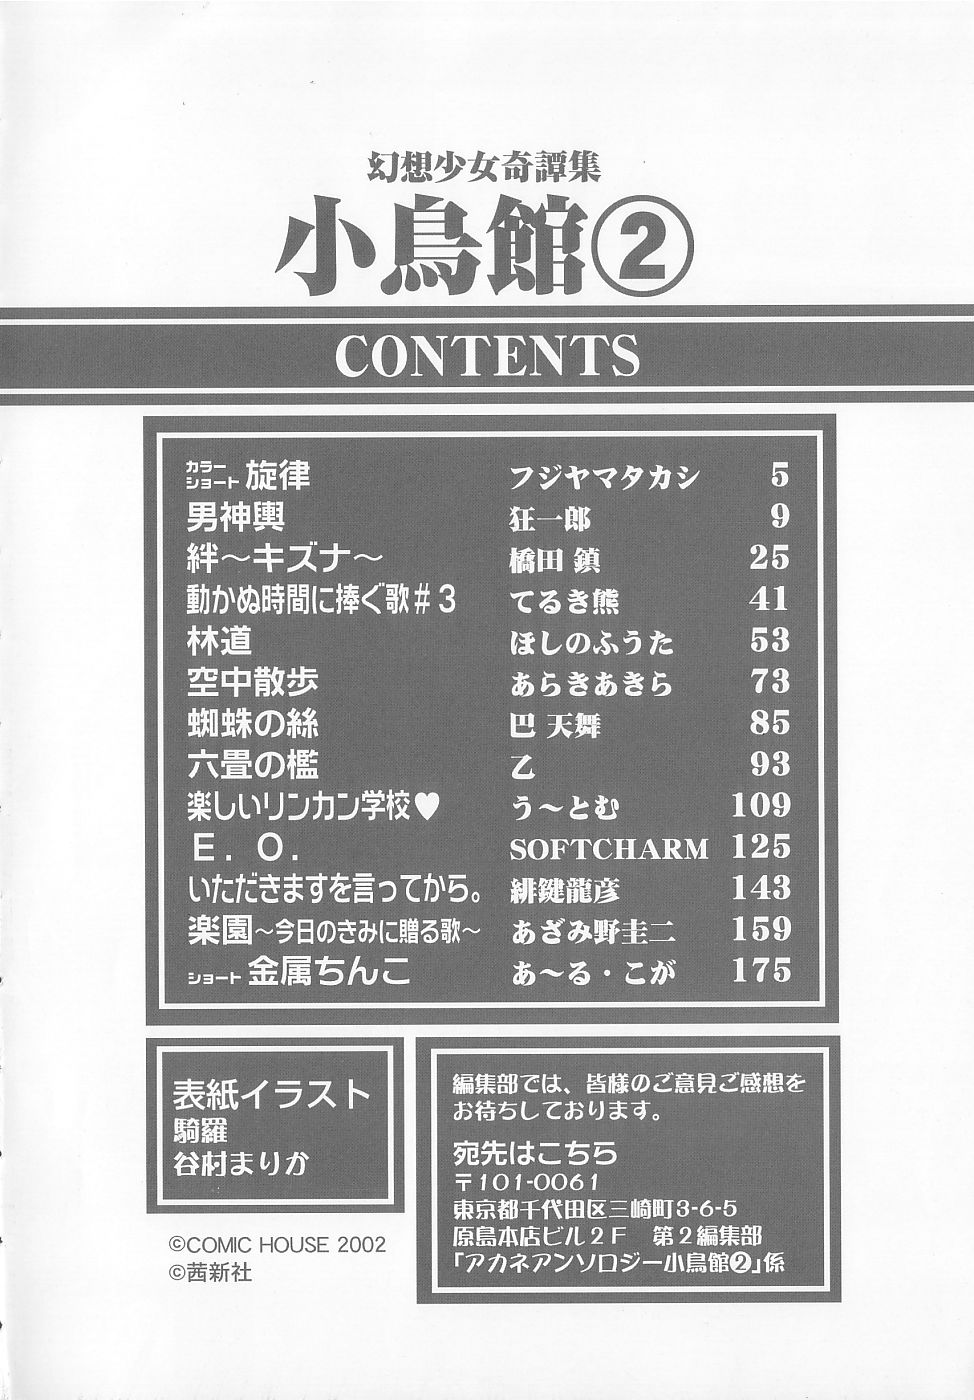 幻想少女奇譚集
小鳥館②
CONTENTS
カラーショート 旋律 フジヤマタカシ 5
男神輿 狂一郎 9
絆～キズナ～ 橋田 鎮 25
動かぬ時間に捧ぐ歌＃３ てるき熊 41
林道 ほしのふうた 53
空中散歩 あらきあきら 73
蜘蛛の絲 巴 天舞 85
六畳の檻 乙 93
楽しいリンカン学校♥ う～とむ 109
Ｅ．Ｏ． SOFTCHARM 125
いただきますを言ってから。 緋鍵龍彦 143
楽園～今日のきみに贈る歌～ あざみ野圭二 159
ショート 金属ちんこ あ～る・こが 175
表紙イラスト
騎羅
谷村まりか
©COMIC HOUSE 2002
©茜新社
編集部では、皆様のご意見ご感想を
お待ちしております。
宛先はこちら
〒101-0061
東京都千代田区三崎町3-6-5
原島本店ビル２Ｆ　第２編集部
「アカネアンソロジー小鳥館❷」係